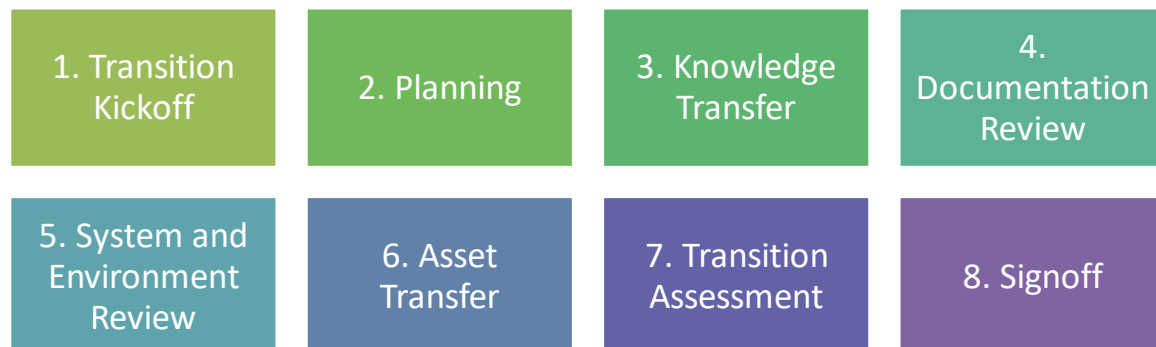 1. Transition
Kickoff
2. Planning
3. Knowledge
Transfer
4.
Documentation
Review
5. System and
Environment
Review
6. Asset
Transfer
7. Transition
Assessment
8. Signoff